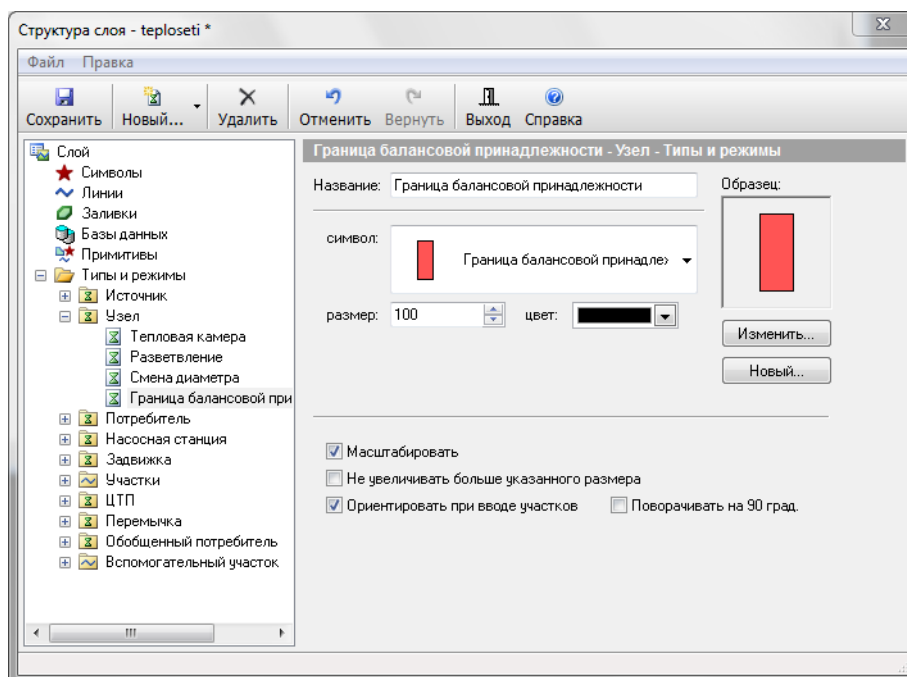 Структура слоя - teploseti *
Файл Правка
Сохранить Новый... Удалить Отменить Вернуть Выход Справка
Слой
Символы
Линии
Заливки
Базы данных
Примитивы
Типы и режимы
Источник
Узел
Тепловая камера
Разветвление
Смена диаметра
Граница балансовой при
Потребитель
Насосная станция
Задвижка
Участки
ЦТП
Перемычка
Обобщенный потребитель
Вспомогательный участок
Граница балансовой принадлежности - Узел - Типы и режимы
Название: Граница балансовой принадлежности
Образец:
символ: Граница балансовой принадле
размер: 100 цвет:
Изменить...
Новый...
Масштабировать
Не увеличивать больше указанного размера
Ориентировать при вводе участков Поворачивать на 90 град.